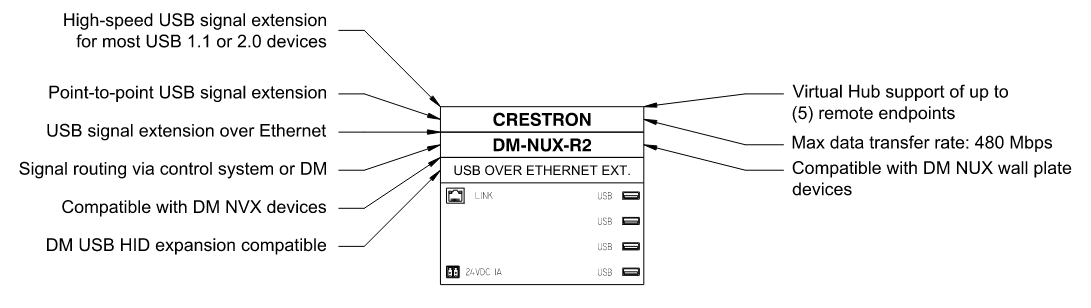 High-speed USB signal extension
for most USB 1.1 or 2.0 devices
Point-to-point USB signal extension
USB signal extension over Ethernet
Signal routing via control system or DM
Compatible with DM NVX devices
DM USB HID expansion compatible
CRESTRON
DM-NUX-R2
USB OVER ETHERNET EXT.
LINK
USB
USB
USB
24VDC 1A
USB
Virtual Hub support of up to
(5) remote endpoints
Max data transfer rate: 480 Mbps
Compatible with DM NUX wall plate
devices